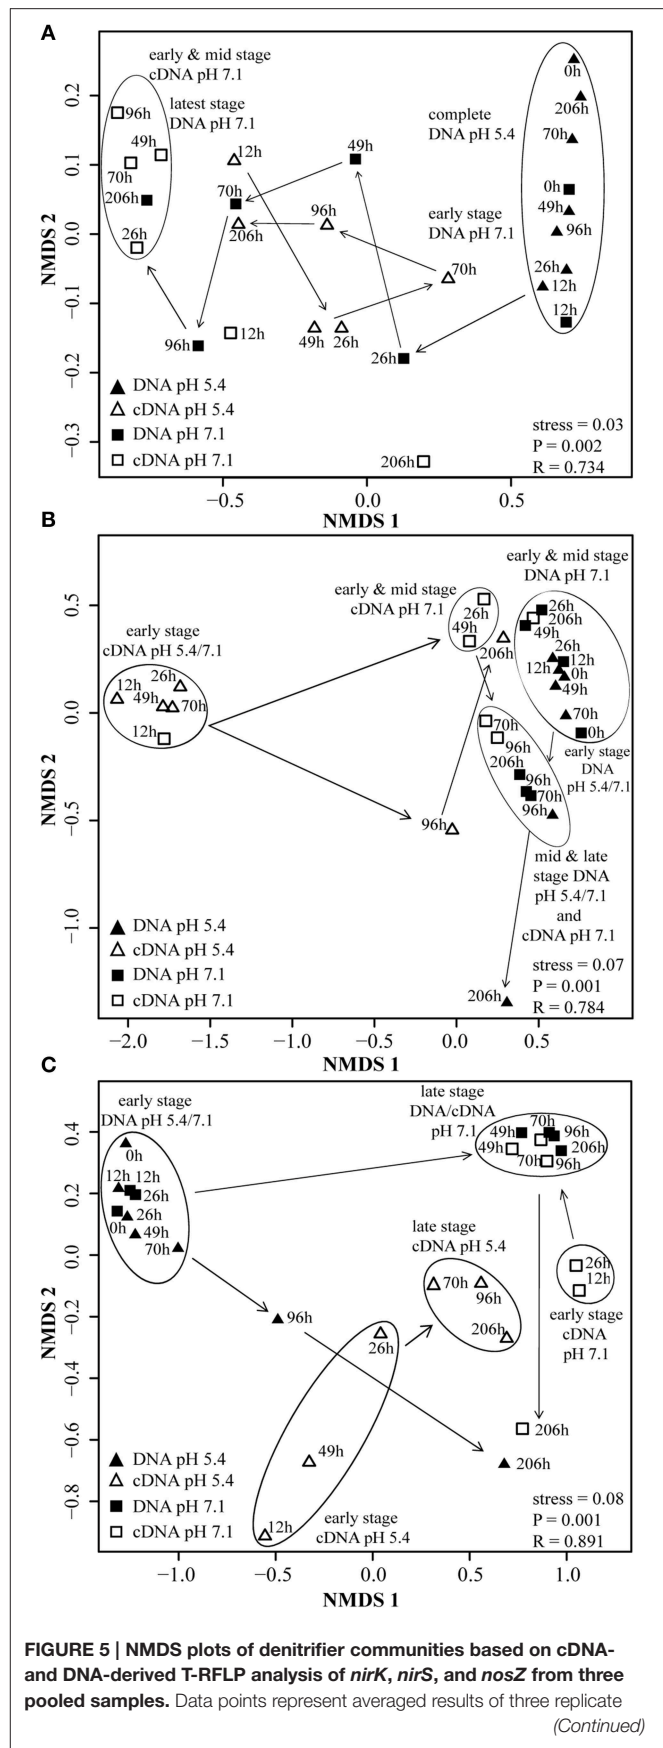 A
early & mid stage
cDNA pH 7.1
latest stage
DNA pH 7.1
96h
49h
70h
206h
26h
12h
70h
206h
49h
96h
complete
DNA pH 5.4
early stage
DNA pH 7.1
0h
206h
70h
0h
49h
96h
26h
12h
12h
70h
96h
12h
49h
26h
26h
206h
DNA pH 5.4
cDNA pH 5.4
DNA pH 7.1
cDNA pH 7.1
stress = 0.03
P = 0.002
R = 0.734
NMDS 2
0.2
0.1
0.0
−0.1
−0.2
−0.3
−0.5
0.0
0.5
NMDS 1
B
early & mid stage
cDNA pH 7.1
early & mid stage
DNA pH 7.1
early stage
cDNA pH 5.4/7.1
12h
26h
49h
70h
12h
26h
49h
206h
26h
206h
49h
26h
12h
12h
0h
49h
70h
0h
early stage
DNA
pH 5.4/7.1
70h
96h
206h
96h
70h
96h
96h
mid & late
stage DNA
pH 5.4/7.1
and
cDNA pH 7.1
206h
DNA pH 5.4
cDNA pH 5.4
DNA pH 7.1
cDNA pH 7.1
stress = 0.07
P = 0.001
R = 0.784
NMDS 2
0.5
0.0
−0.5
−1.0
−2.0
−1.5
−1.0
−0.5
0.0
0.5
NMDS 1
C
early stage
DNA pH 5.4/7.1
0h
12h
12h
26h
26h
0h
49h
70h
late stage
DNA/cDNA
pH 7.1
70h
49h
96h
49h
206h
70h
96h
late stage
cDNA pH 5.4
70h
96h
206h
26h
12h
early stage
cDNA
pH 7.1
96h
26h
49h
12h
early stage
cDNA pH 5.4
206h
206h
DNA pH 5.4
cDNA pH 5.4
DNA pH 7.1
cDNA pH 7.1
stress = 0.08
P = 0.001
R = 0.891
NMDS 2
0.4
0.2
0.0
−0.2
−0.4
−0.6
−0.8
−1.0
−0.5
0.0
0.5
1.0
NMDS 1
FIGURE 5 | NMDS plots of denitrifier communities based on cDNA-
and DNA-derived T-RFLP analysis of nirK, nirS, and nosZ from three
pooled samples. Data points represent averaged results of three replicate
(Continued)